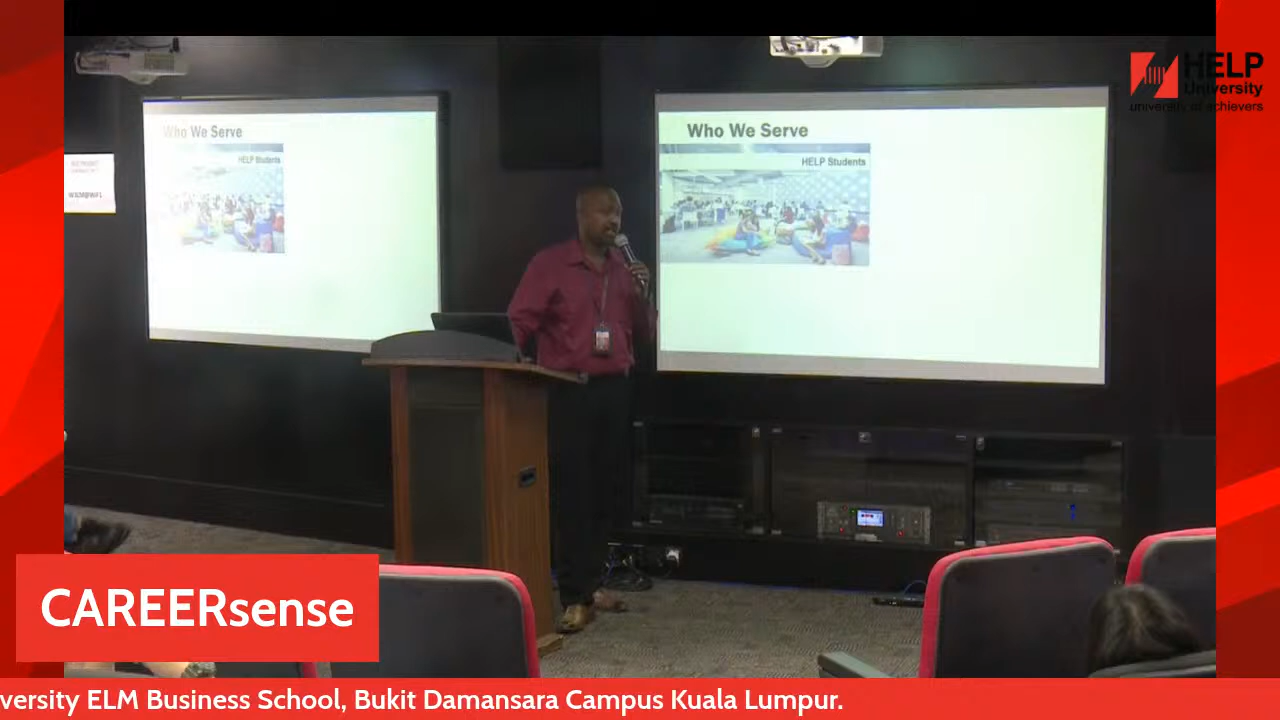 HELP
University
university of achievers
Who We Serve
HELP Students
Who We Serve
HELP Students
CAREERsense
versity ELM Business School, Bukit Damansara Campus Kuala Lumpur.